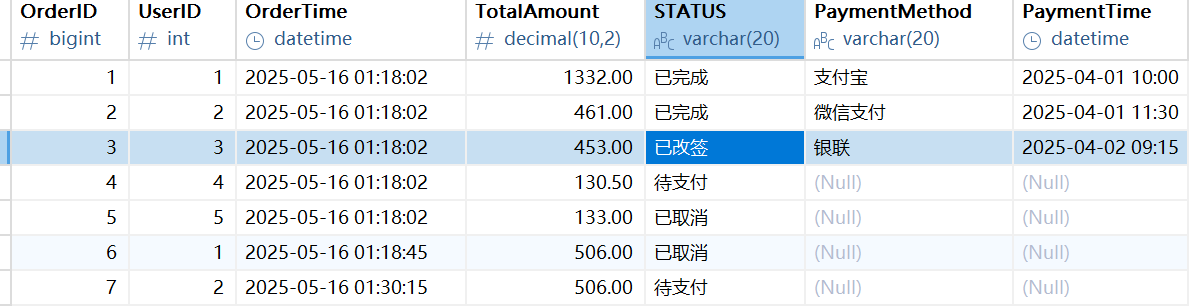 OrderID UserID OrderTime TotalAmount STATUS PaymentMethod PaymentTime
# bigint # int datetime # decimal(10,2) ABC varchar(20) ABC varchar(20) datetime
1 1 2025-05-16 01:18:02 1332.00 已完成 支付宝 2025-04-01 10:00
2 2 2025-05-16 01:18:02 461.00 已完成 微信支付 2025-04-01 11:30
3 3 2025-05-16 01:18:02 453.00 已改签 银联 2025-04-02 09:15
4 4 2025-05-16 01:18:02 130.50 待支付 (Null) (Null)
5 5 2025-05-16 01:18:02 133.00 已取消 (Null) (Null)
6 1 2025-05-16 01:18:45 506.00 已取消 (Null) (Null)
7 2 2025-05-16 01:30:15 506.00 待支付 (Null) (Null)